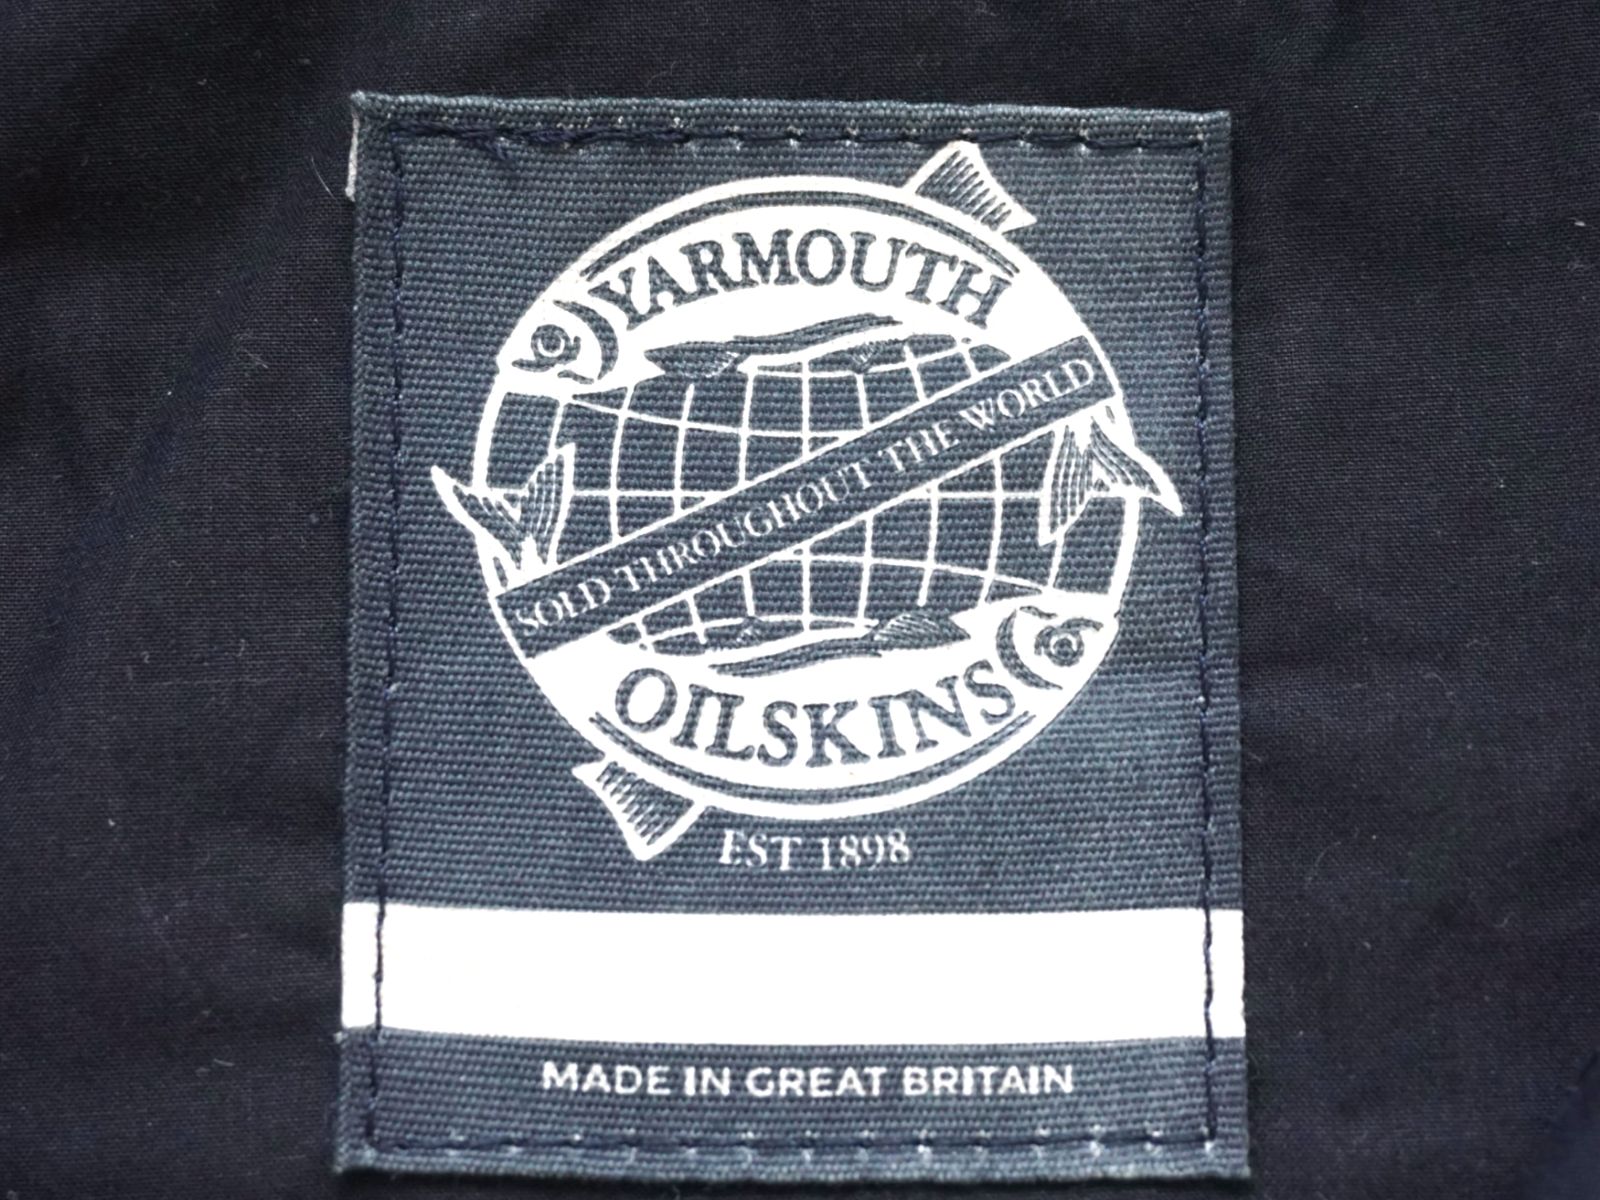 YARMOUTH
SOLD THROUGHOUT THE WORLD
OILSKINS
EST 1898
MADE IN GREAT BRITAIN